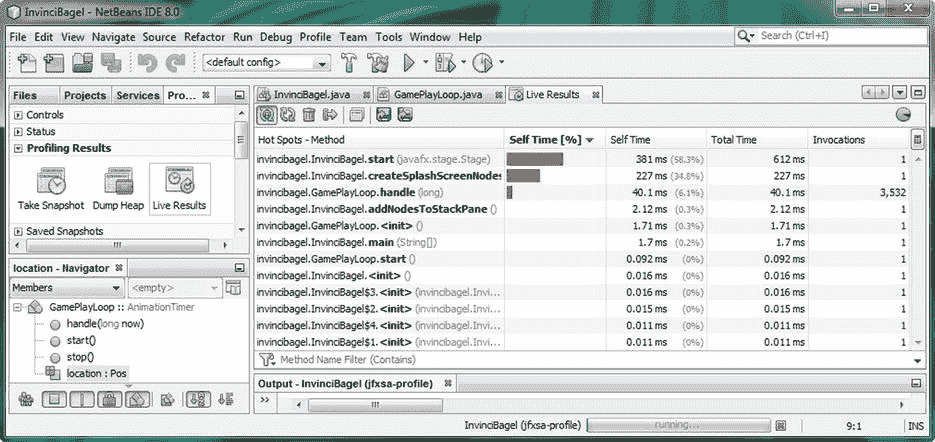 InvinciBagel - NetBeans IDE 8.0
File Edit View Navigate Source Refactor Run Debug Profile Team Tools Window Help
Search (Ctrl+I)
<default config>
Files Projects Services Pro...
Controls
Status
Profiling Results
Take Snapshot Dump Heap Live Results
Saved Snapshots
location - Navigator
Members <empty>
GamePlayLoop :: AnimationTimer
handle(long now)
start()
stop()
location : Pos
InvinciBagel.java GamePlayLoop.java Live Results
Hot Spots - Method Self Time [%] Self Time Total Time Invocations
invincibagel.InvinciBagel.start (javafx.stage.Stage) 381 ms (58.3%) 612 ms 1
invincibagel.InvinciBagel.createSplashScreenNodes 227 ms (34.8%) 227 ms 1
invincibagel.GamePlayLoop.handle (long) 40.1 ms (6.1%) 40.1 ms 3,532
invincibagel.InvinciBagel.addNodesToStackPane () 2.12 ms (0.3%) 2.12 ms 1
invincibagel.GamePlayLoop.<init> () 1.71 ms (0.3%) 1.71 ms 1
invincibagel.InvinciBagel.main (String[]) 1.7 ms (0.2%) 1.7 ms 1
invincibagel.GamePlayLoop.start () 0.092 ms (0%) 0.092 ms 1
invincibagel.InvinciBagel.<init> () 0.016 ms (0%) 0.016 ms 1
invincibagel.InvinciBagel$3.<init> (invincibagel.Invi... 0.016 ms (0%) 0.016 ms 1
invincibagel.InvinciBagel$2.<init> (invincibagel.Invi... 0.015 ms (0%) 0.015 ms 1
invincibagel.InvinciBagel$4.<init> (invincibagel.Invi... 0.011 ms (0%) 0.011 ms 1
invincibagel.InvinciBagel$1.<init> (invincibagel.Invi... 0.011 ms (0%) 0.011 ms 1
Method Name Filter (Contains)
Output - InvinciBagel (jfxsa-profile)
InvinciBagel (jfxsa-profile) running... 9:1 INS